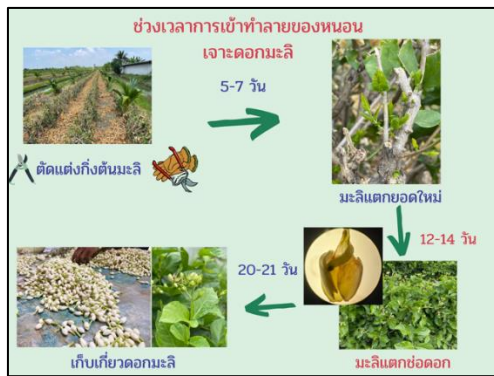 ช่วงเวลาการเข้าทำลายของหนอน
เจาะดอกมะลิ
5-7 วัน
ตัดแต่งกิ่งต้นมะลิ
มะลิแตกยอดใหม่
12-14 วัน
20-21 วัน
เก็บเกี่ยวดอกมะลิ
มะลิแตกช่อดอก